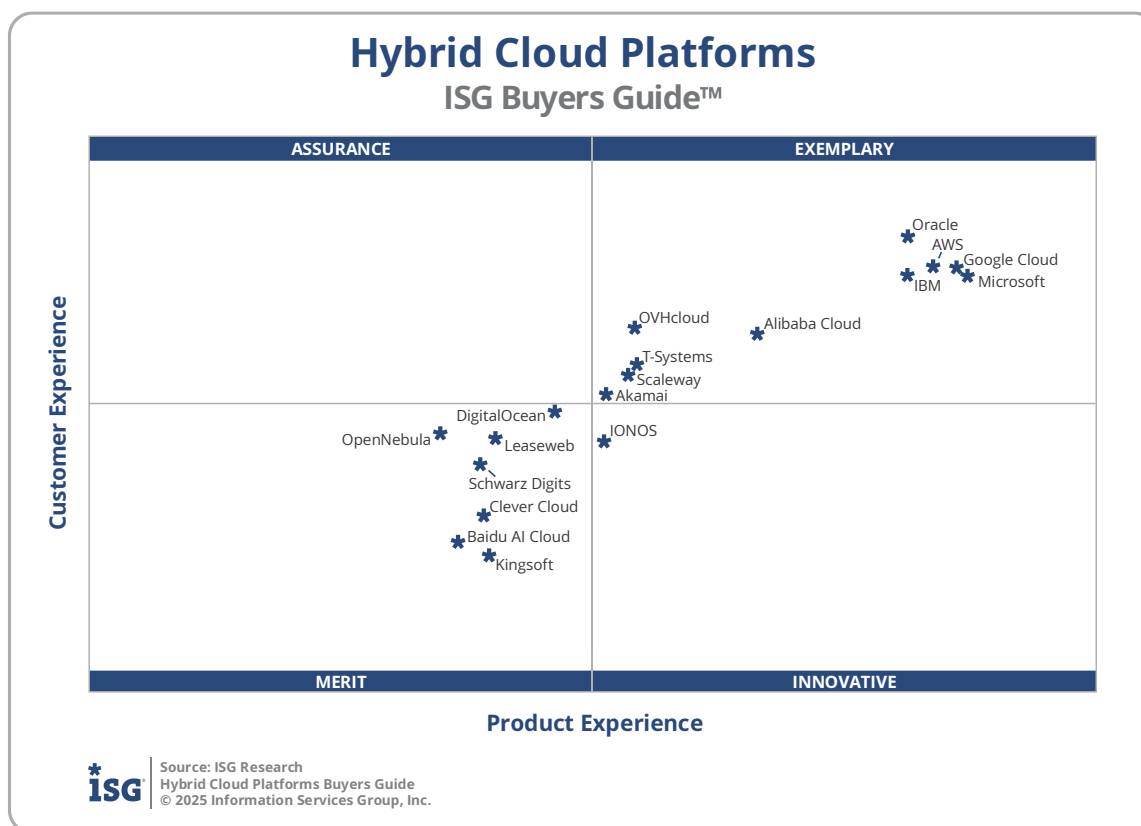 Hybrid Cloud Platforms
ISG Buyers Guide™
ASSURANCE
EXEMPLARY
Oracle
AWS
Google Cloud
IBM
Microsoft
OVHcloud
Alibaba Cloud
T-Systems
Scaleway
Akamai
DigitalOcean
OpenNebula
Leaseweb
IONOS
Schwarz Digits
Clever Cloud
Baidu AI Cloud
Kingsoft
Customer Experience
MERIT
INNOVATIVE
Product Experience
ISG
Source: ISG Research
Hybrid Cloud Platforms Buyers Guide
© 2025 Information Services Group, Inc.